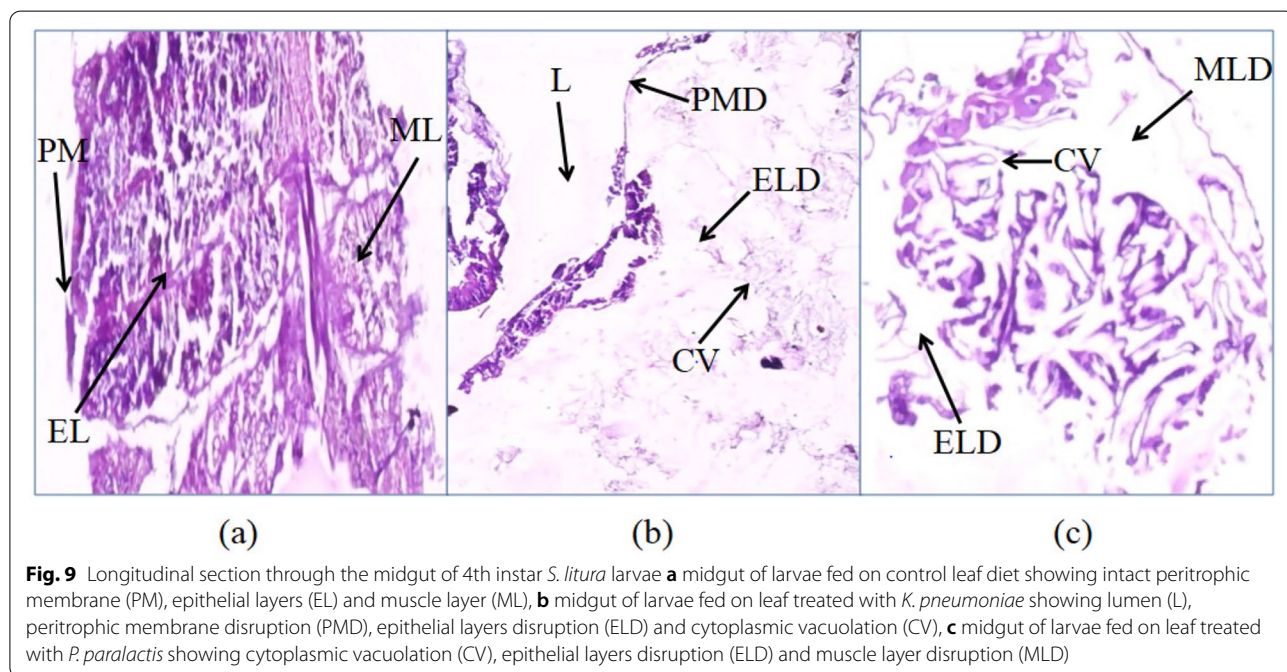 PM
ML
EL
L
PMD
ELD
CV
MLD
CV
ELD
(a)
(b)
(c)
Fig. 9 Longitudinal section through the midgut of 4th instar S. litura larvae a midgut of larvae fed on control leaf diet showing intact peritrophic
membrane (PM), epithelial layers (EL) and muscle layer (ML), b midgut of larvae fed on leaf treated with K. pneumoniae showing lumen (L),
peritrophic membrane disruption (PMD), epithelial layers disruption (ELD) and cytoplasmic vacuolation (CV), c midgut of larvae fed on leaf treated
with P. paralactis showing cytoplasmic vacuolation (CV), epithelial layers disruption (ELD) and muscle layer disruption (MLD)